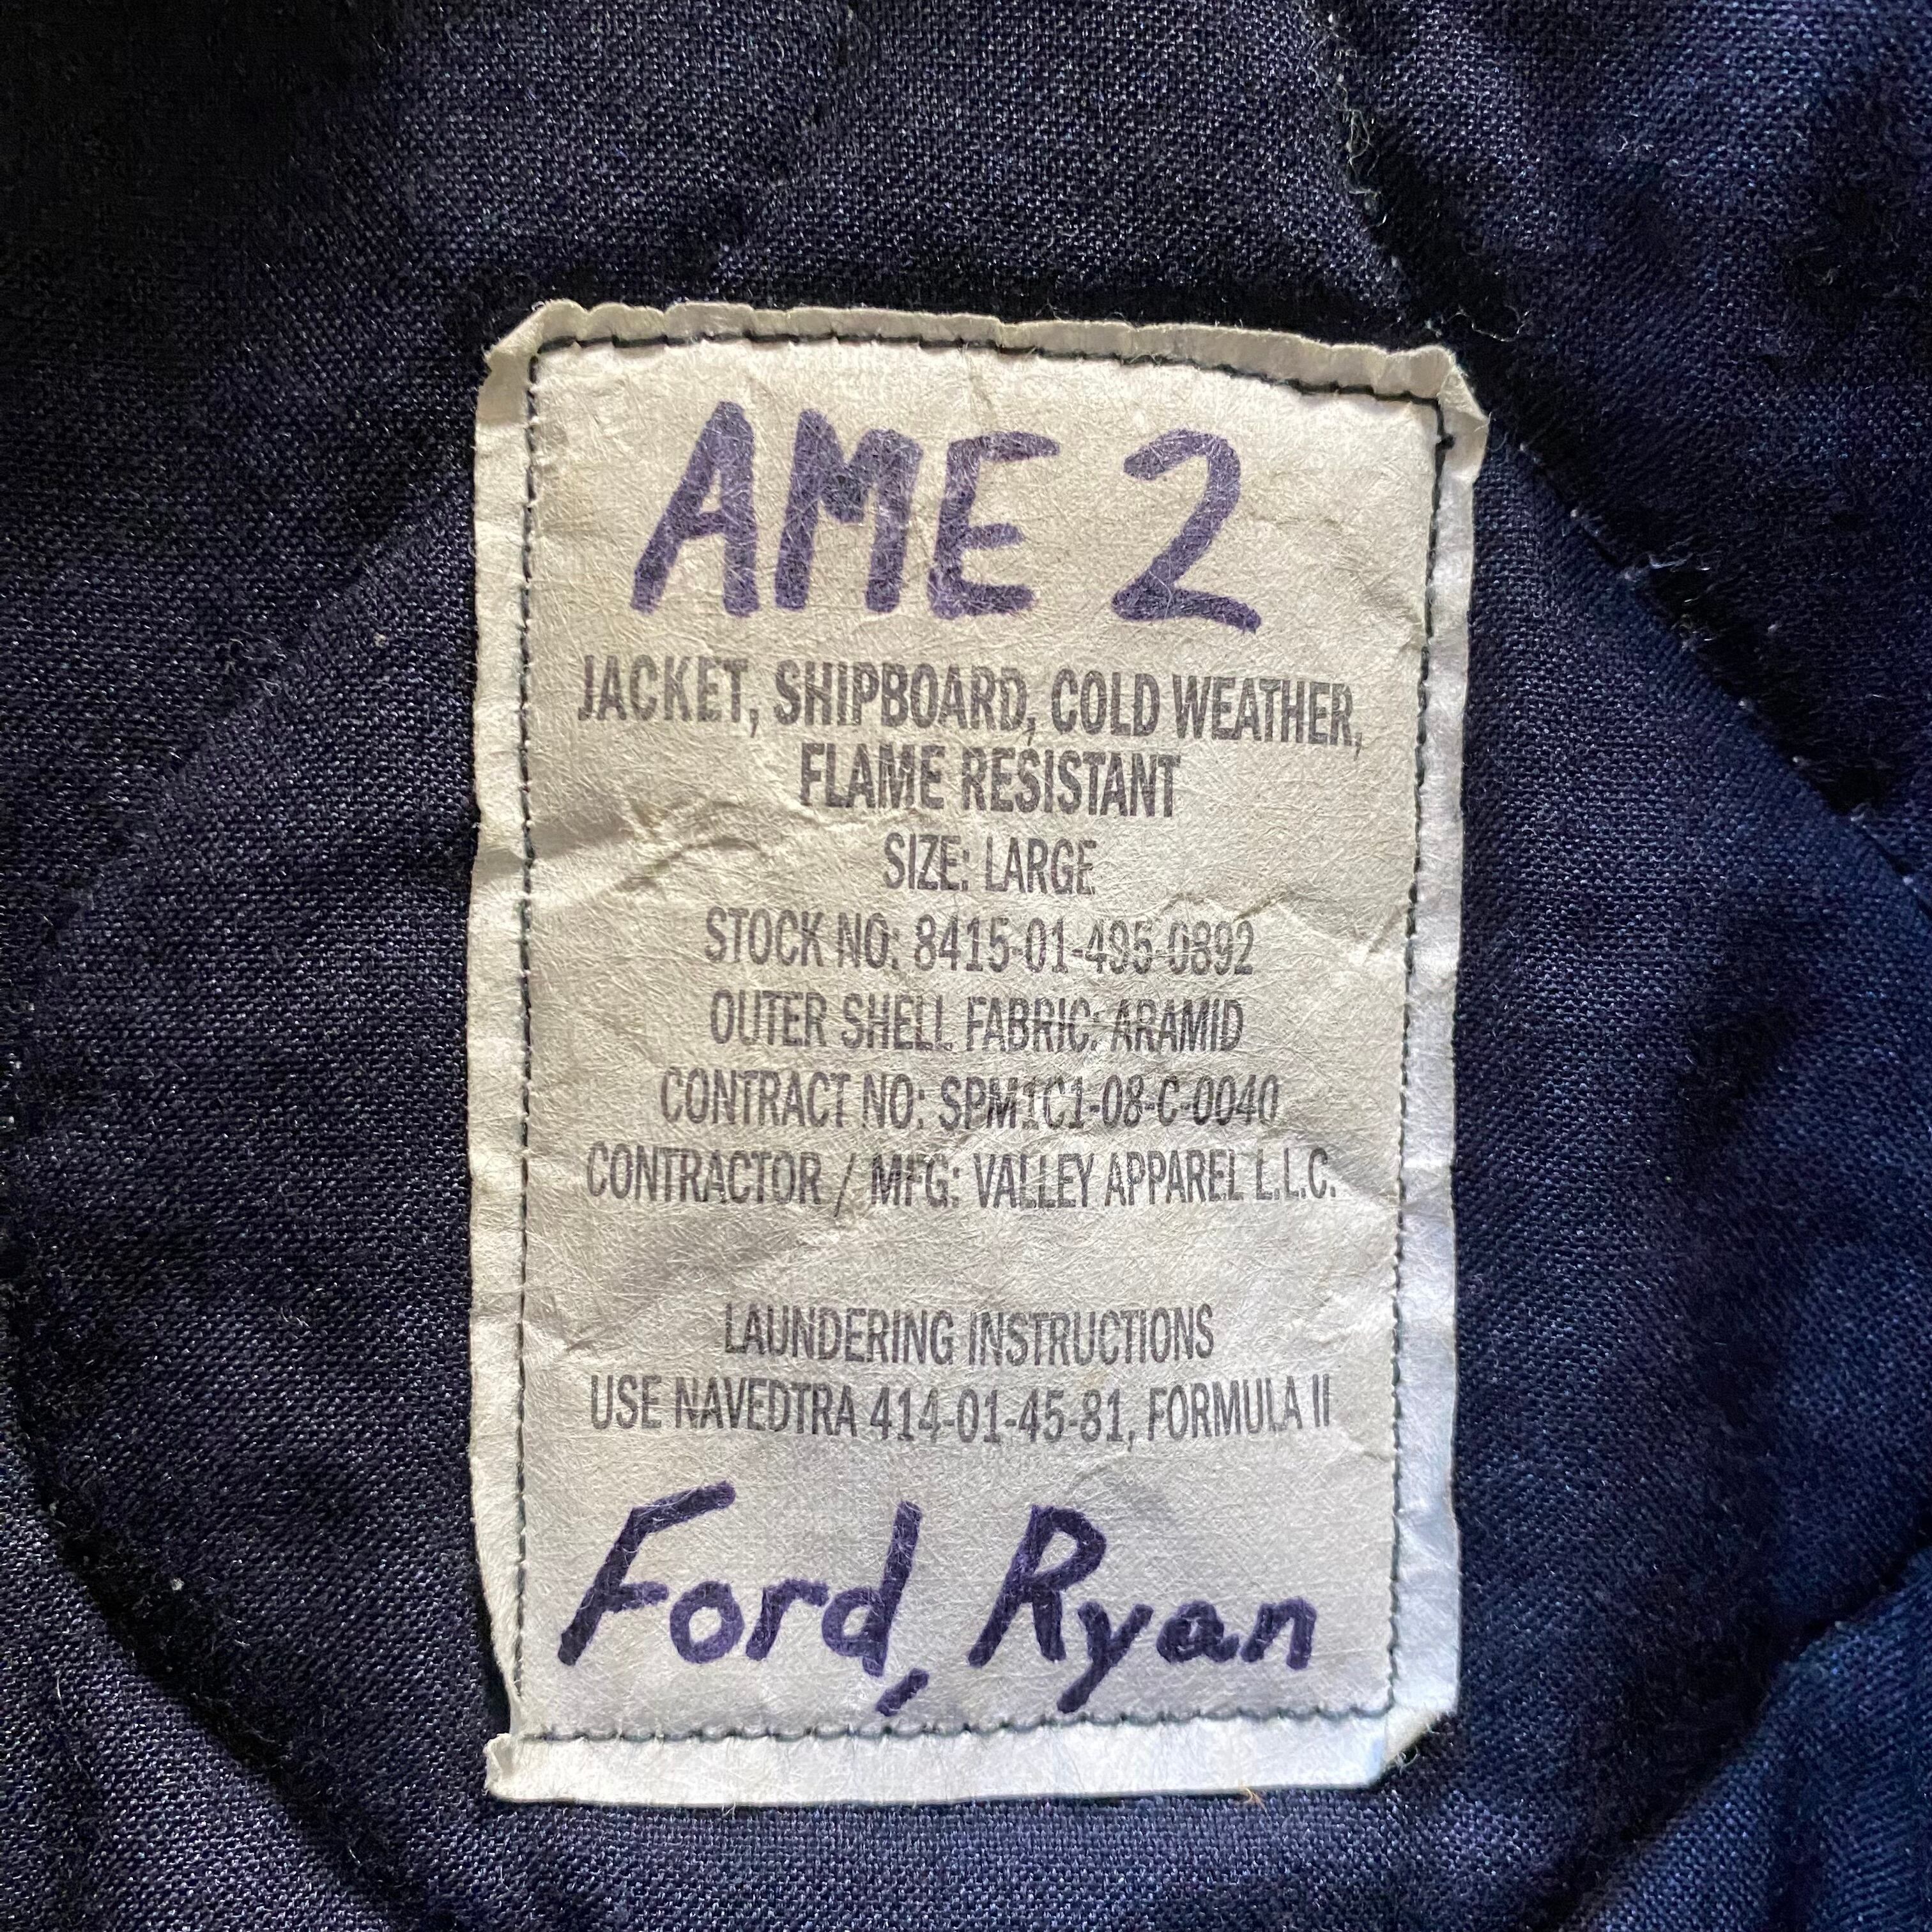 AME 2
JACKET, SHIPBOARD, COLD WEATHER,
FLAME RESISTANT
SIZE: LARGE
STOCK NO: 8415-01-495-0892
OUTER SHELL FABRIC: ARAMID
CONTRACT NO: SPM1C1-08-C-0040
CONTRACTOR / MFG: VALLEY APPAREL L.L.C.
LAUNDERING INSTRUCTIONS
USE NAVEDTRA 414-01-45-81, FORMULA II
Ford, Ryan